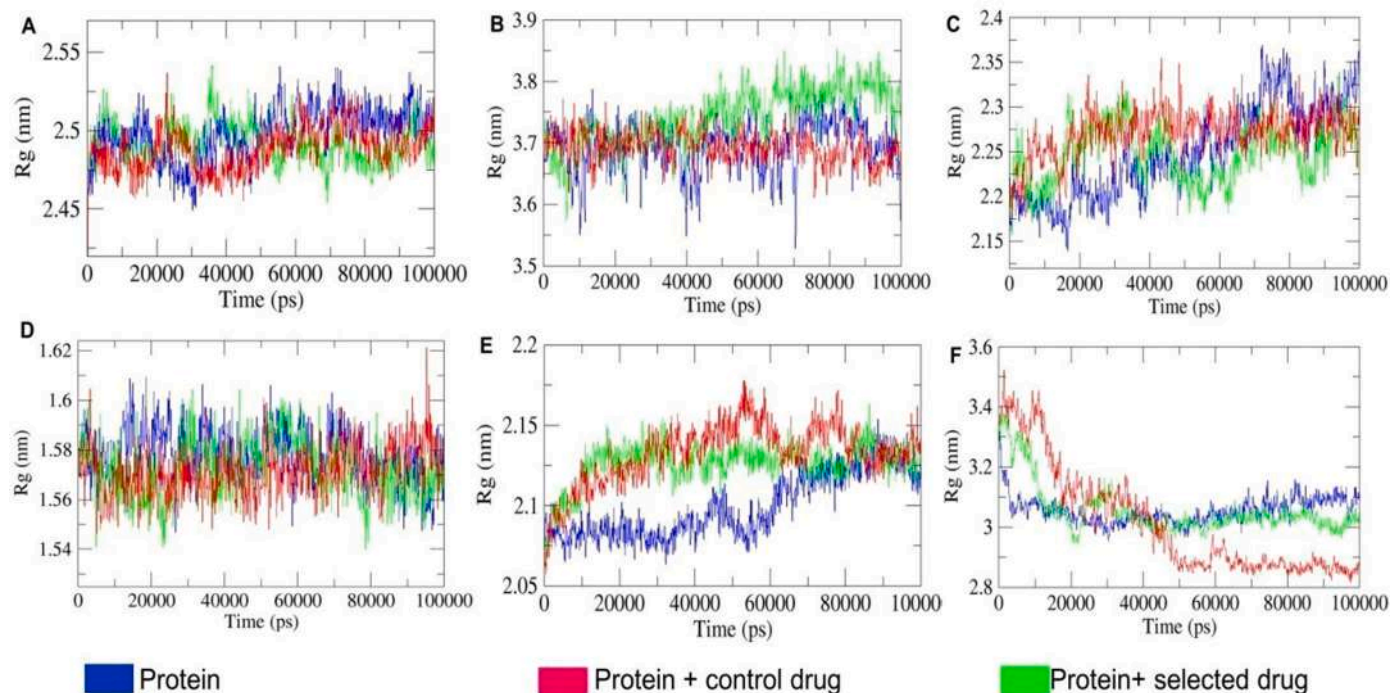 A
2.55
2.5
2.45
Rg (nm)
0 20000 40000 60000 80000 100000
Time (ps)
B
3.9
3.8
3.7
3.6
3.5
Rg (nm)
0 20000 40000 60000 80000 100000
Time (ps)
C
2.4
2.35
2.3
2.25
2.2
2.15
Rg (nm)
0 20000 40000 60000 80000 100000
Time (ps)
D
1.62
1.6
1.58
1.56
1.54
Rg (nm)
0 20000 40000 60000 80000 100000
Time (ps)
E
2.2
2.15
2.1
2.05
Rg (nm)
0 20000 40000 60000 80000 10000
Time (ps)
F
3.6
3.4
3.2
3
2.8
Rg (nm)
0 20000 40000 60000 80000 100000
Time (ps)
Protein
Protein + control drug
Protein+ selected drug